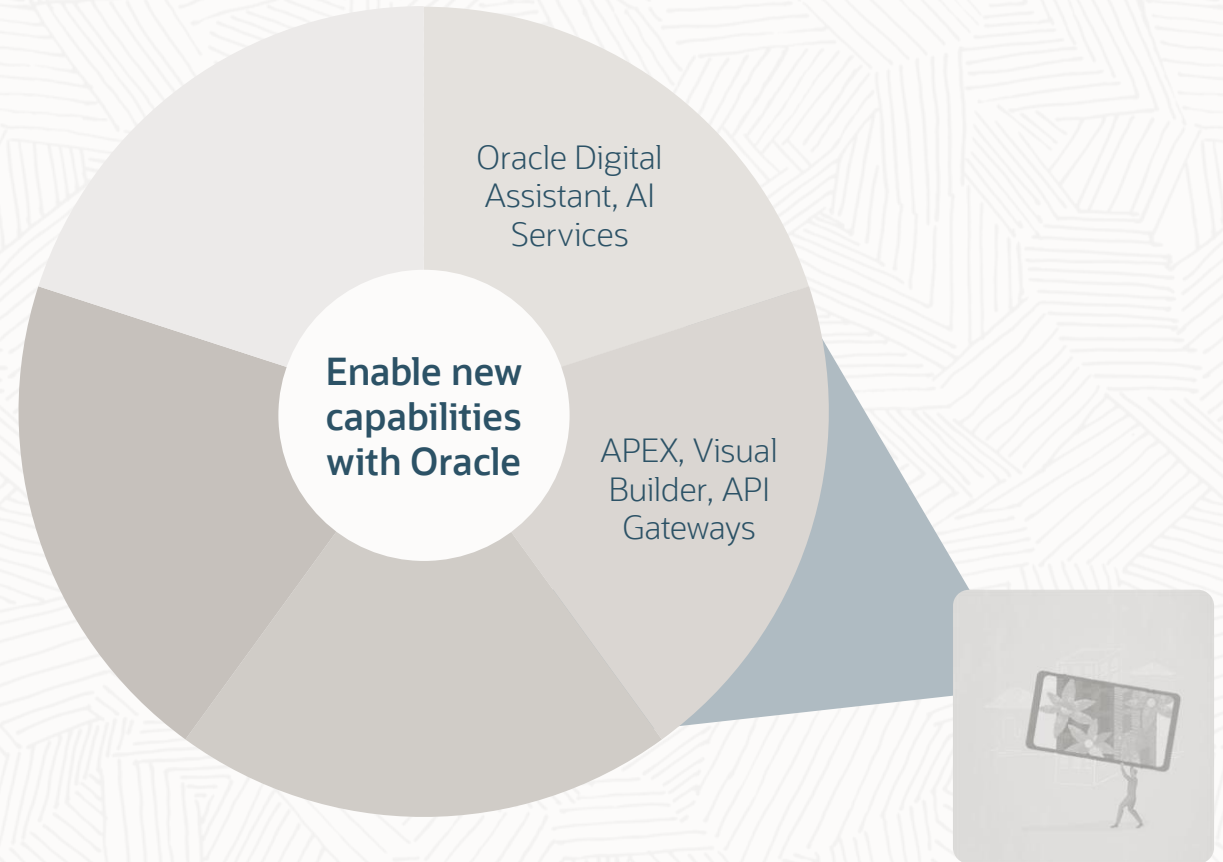 Oracle Digital
Assistant, AI
Services
Enable new
capabilities
with Oracle
APEX, Visual
Builder, API
Gateways